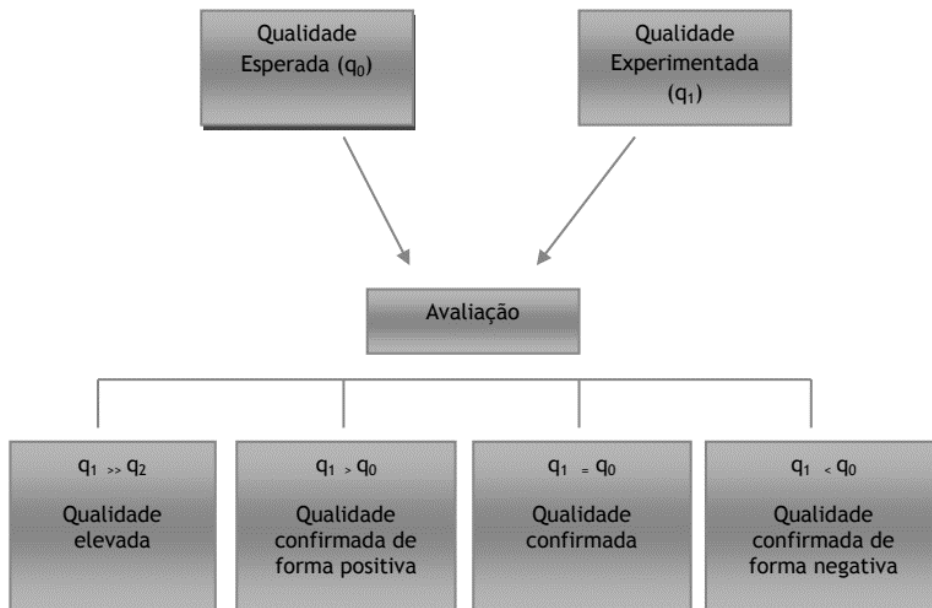 Qualidade
Esperada (q₀)
Qualidade
Experimentada
(q₁)
Avaliação
q₁ >> q₂
Qualidade
elevada
q₁ > q₀
Qualidade
confirmada de
forma positiva
q₁ = q₀
Qualidade
confirmada
q₁ < q₀
Qualidade
confirmada de
forma negativa